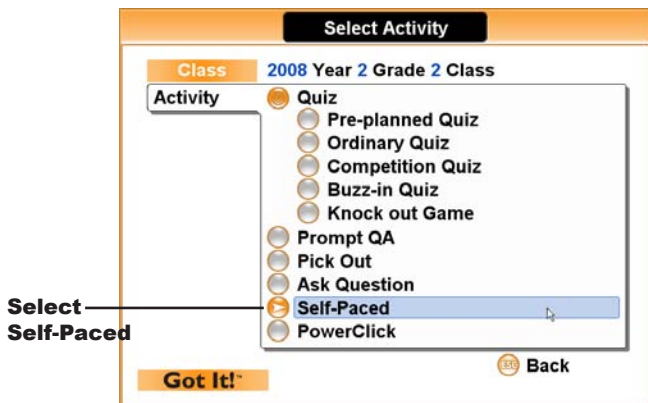 Select Activity
Class 2008 Year 2 Grade 2 Class
Activity
Quiz
Pre-planned Quiz
Ordinary Quiz
Competition Quiz
Buzz-in Quiz
Knock out Game
Prompt QA
Pick Out
Ask Question
Self-Paced
PowerClick
Select
Self-Paced
ESC Back
Got It!™